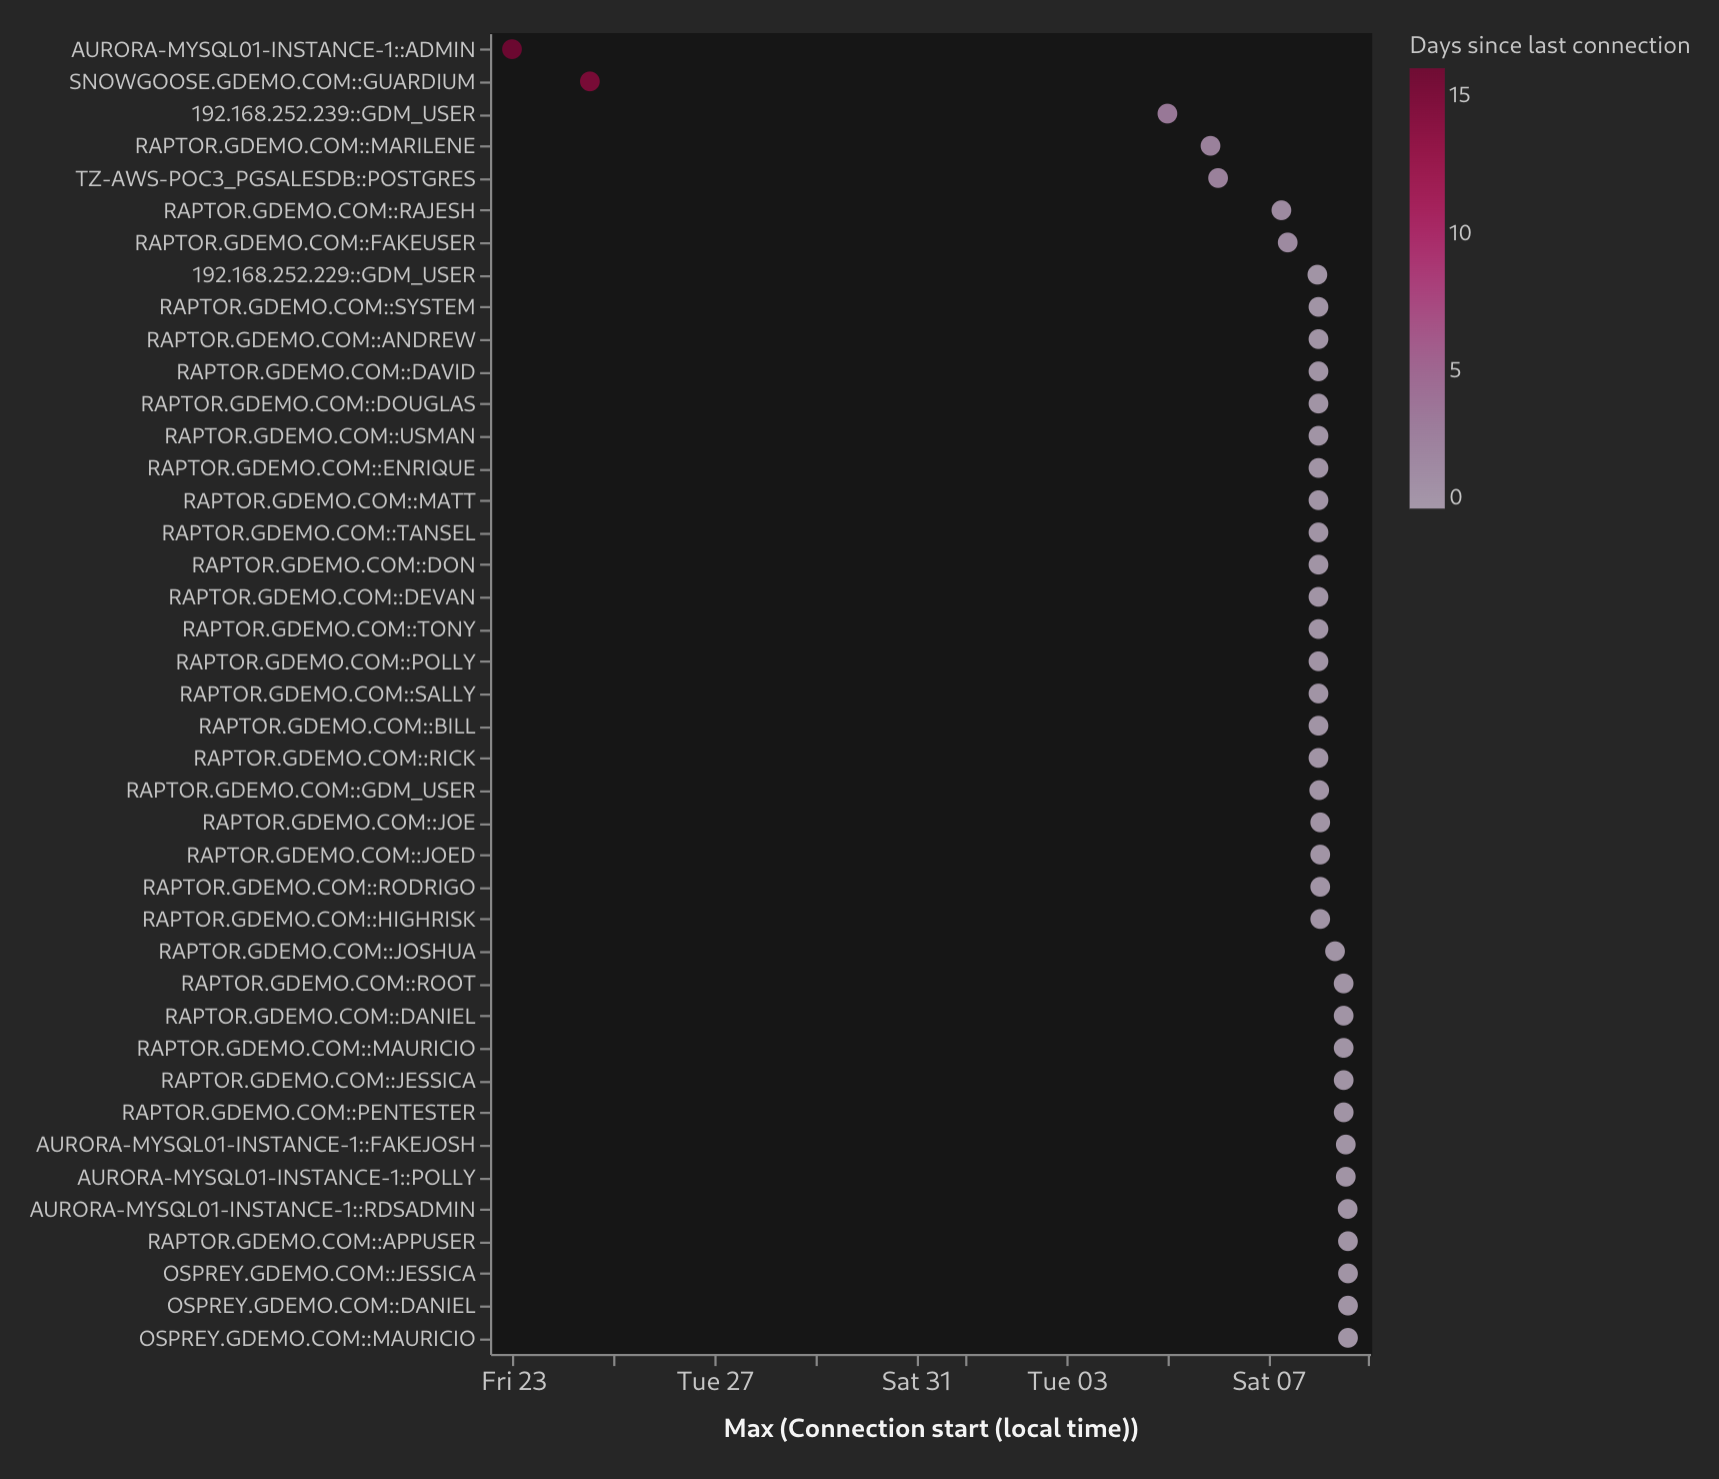 Days since last connection
15
10
5
0
AURORA-MYSQL01-INSTANCE-1::ADMIN
SNOWGOOSE.GDEMO.COM::GUARDIUM
192.168.252.239::GDM_USER
RAPTOR.GDEMO.COM::MARILENE
TZ-AWS-POC3_PGSALESDB::POSTGRES
RAPTOR.GDEMO.COM::RAJESH
RAPTOR.GDEMO.COM::FAKEUSER
192.168.252.229::GDM_USER
RAPTOR.GDEMO.COM::SYSTEM
RAPTOR.GDEMO.COM::ANDREW
RAPTOR.GDEMO.COM::DAVID
RAPTOR.GDEMO.COM::DOUGLAS
RAPTOR.GDEMO.COM::USMAN
RAPTOR.GDEMO.COM::ENRIQUE
RAPTOR.GDEMO.COM::MATT
RAPTOR.GDEMO.COM::TANSEL
RAPTOR.GDEMO.COM::DON
RAPTOR.GDEMO.COM::DEVAN
RAPTOR.GDEMO.COM::TONY
RAPTOR.GDEMO.COM::POLLY
RAPTOR.GDEMO.COM::SALLY
RAPTOR.GDEMO.COM::BILL
RAPTOR.GDEMO.COM::RICK
RAPTOR.GDEMO.COM::GDM_USER
RAPTOR.GDEMO.COM::JOE
RAPTOR.GDEMO.COM::JOED
RAPTOR.GDEMO.COM::RODRIGO
RAPTOR.GDEMO.COM::HIGHRISK
RAPTOR.GDEMO.COM::JOSHUA
RAPTOR.GDEMO.COM::ROOT
RAPTOR.GDEMO.COM::DANIEL
RAPTOR.GDEMO.COM::MAURICIO
RAPTOR.GDEMO.COM::JESSICA
RAPTOR.GDEMO.COM::PENTESTER
AURORA-MYSQL01-INSTANCE-1::FAKEJOSH
AURORA-MYSQL01-INSTANCE-1::POLLY
AURORA-MYSQL01-INSTANCE-1::RDSADMIN
RAPTOR.GDEMO.COM::APPUSER
OSPREY.GDEMO.COM::JESSICA
OSPREY.GDEMO.COM::DANIEL
OSPREY.GDEMO.COM::MAURICIO
Fri 23 Tue 27 Sat 31 Tue 03 Sat 07
Max (Connection start (local time))